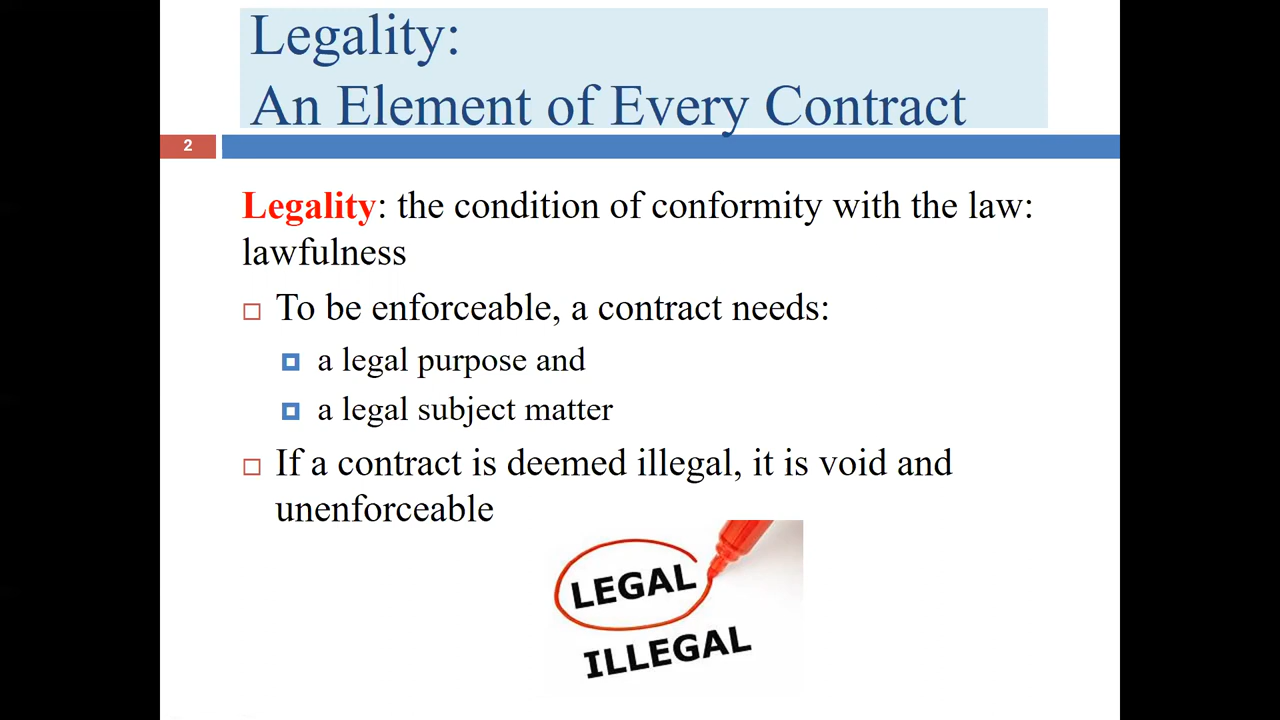 Legality:
An Element of Every Contract
2
Legality: the condition of conformity with the law:
lawfulness
To be enforceable, a contract needs:
a legal purpose and
a legal subject matter
If a contract is deemed illegal, it is void and
unenforceable
LEGAL
ILLEGAL